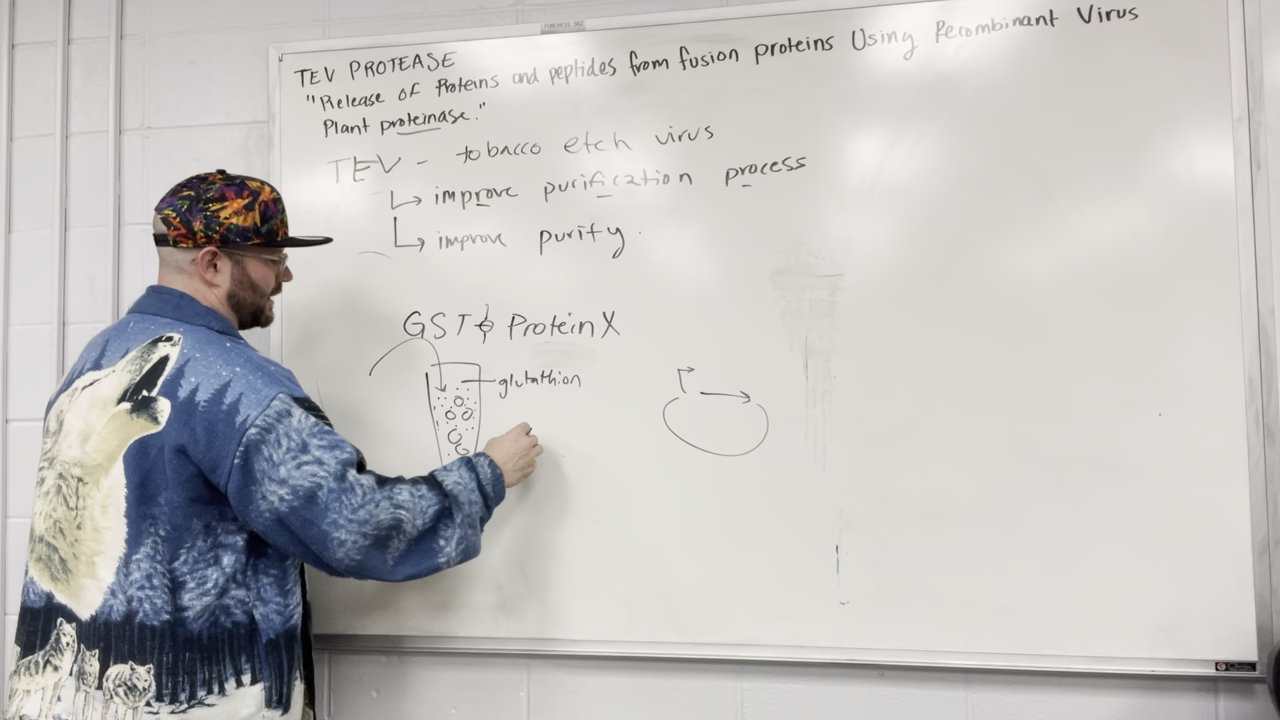 TEV PROTEASE
"Release of Proteins and peptides from fusion proteins Using Recombinant Virus
Plant proteinase."
TEV - tobacco etch virus
improve purification process
improve purity.
GST Protein X
glutathion